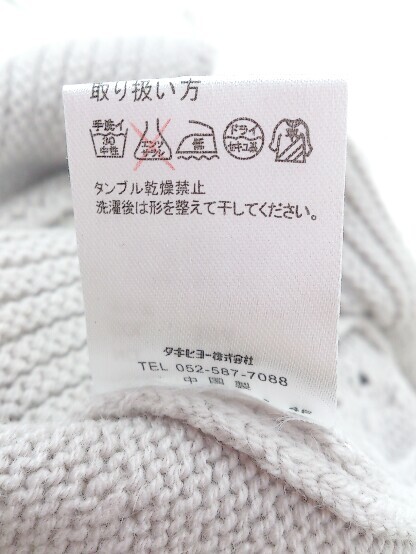 取り扱い方
手洗イ 30 中性 エンソサラシ ドライ セキユ系
タンブル乾燥禁止
洗濯後は形を整えて干してください。
タキヒヨー株式会社
TEL 052-587-7088
中国製